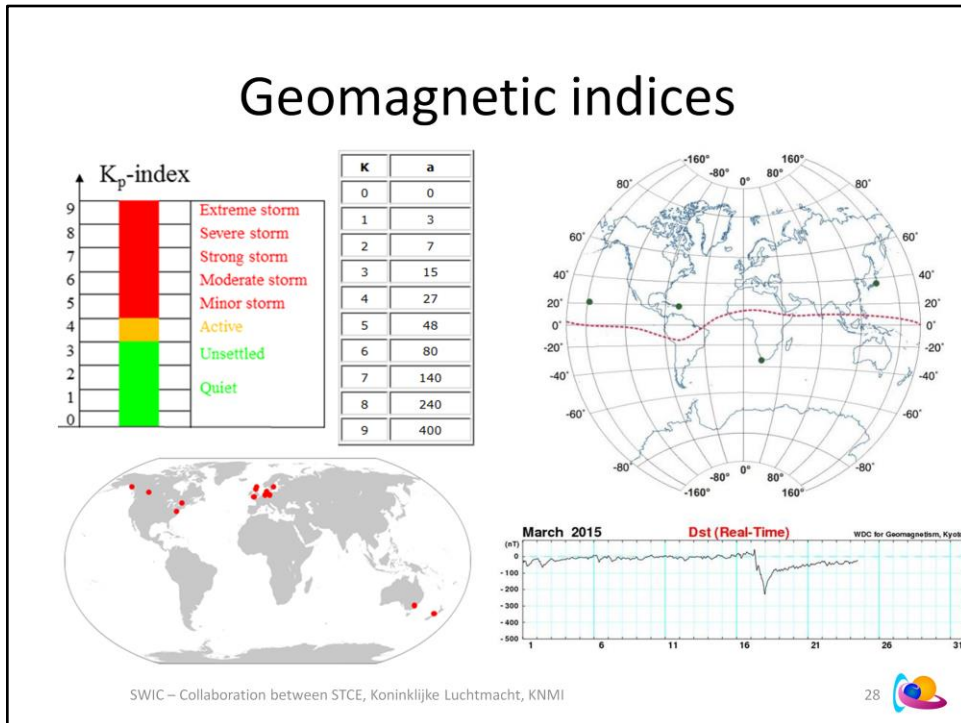 Geomagnetic indices
Kp-index
9 Extreme storm
8 Severe storm
7 Strong storm
6 Moderate storm
5 Minor storm
4 Active
3 Unsettled
2
1 Quiet
0
K a
0 0
1 3
2 7
3 15
4 27
5 48
6 80
7 140
8 240
9 400
-160° 160°
-80° 80°
80° 0° 80°
60° 60°
40° 40°
20° 20°
0° 0°
-20° -20°
-40° -40°
-60° -60°
-80° 0° -80°
-80° 80°
-160° 160°
March 2015 Dst (Real-Time) WDC for Geomagnetism, Kyoto
(nT)
0
-100
-200
-300
-400
-500
1 6 11 16 21 26 31
SWIC – Collaboration between STCE, Koninklijke Luchtmacht, KNMI
28